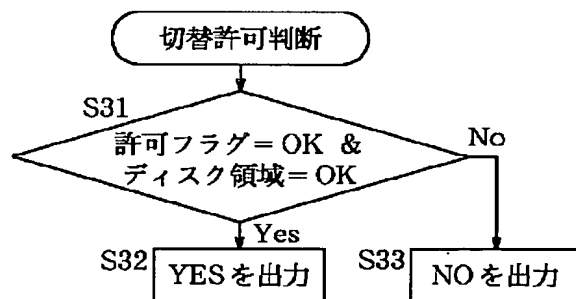 切替許可判断
S31
許可フラグ＝OK ＆
ディスク領域＝OK
No
Yes
S32
YESを出力
S33
NOを出力